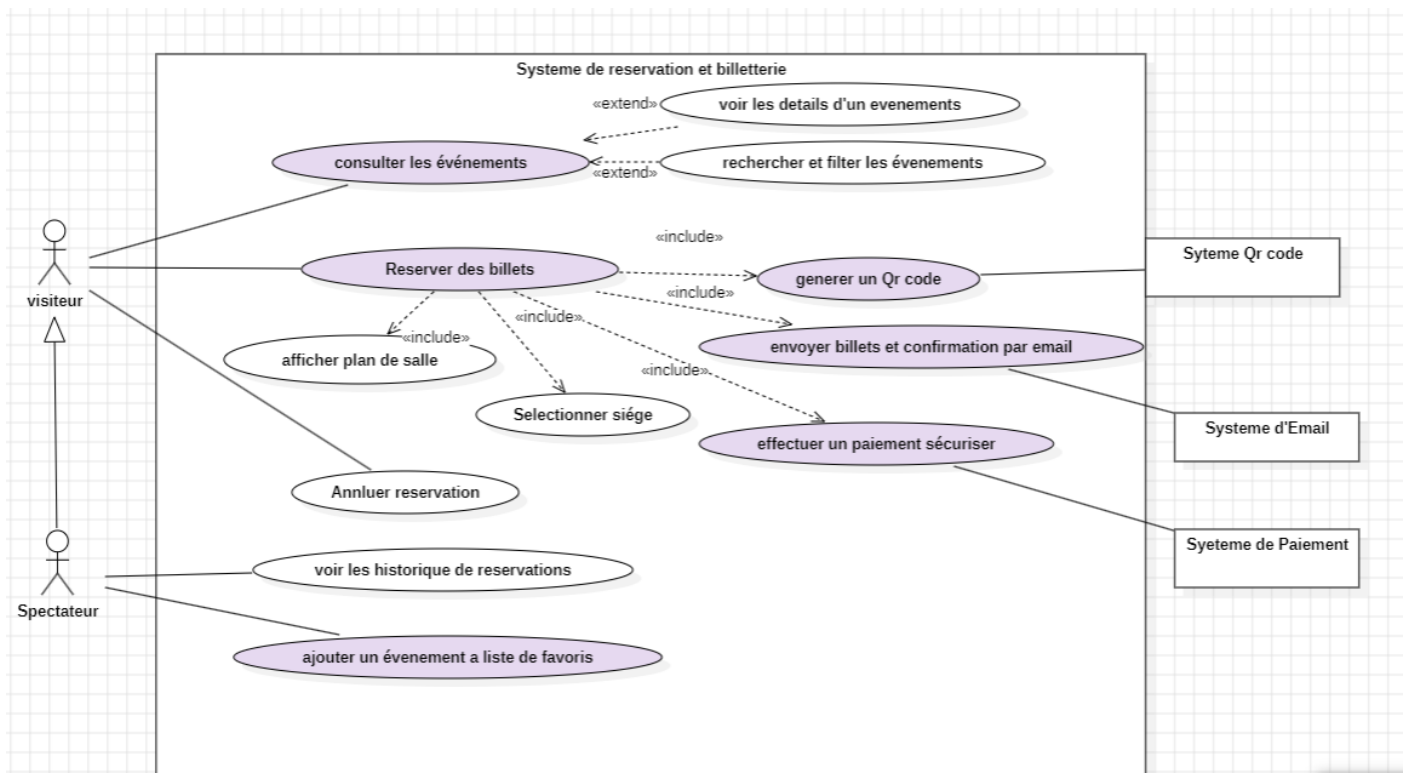 Systeme de reservation et billetterie
«extend»
voir les details d'un evenements
consulter les événements
rechercher et filter les évenements
«extend»
«include»
Syteme Qr code
Reserver des billets
generer un Qr code
«include»
visiteur
«include»
«include»
envoyer billets et confirmation par email
afficher plan de salle
«include»
Selectionner siége
Systeme d'Email
effectuer un paiement sécuriser
Annluer reservation
Syeteme de Paiement
voir les historique de reservations
Spectateur
ajouter un évenement a liste de favoris